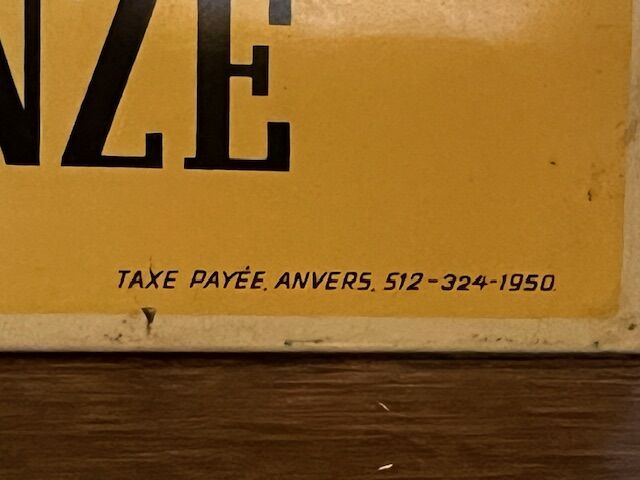 NZE
TAXE PAYÉE, ANVERS, 512-324-1950.